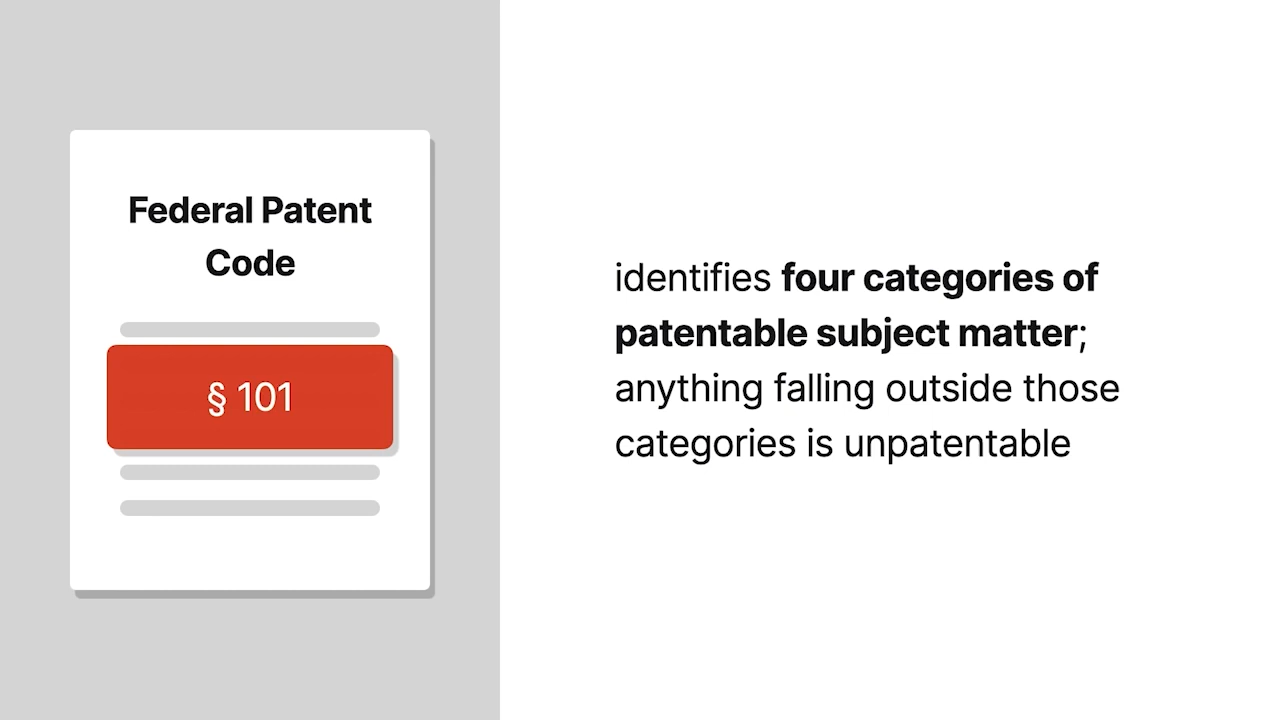 Federal Patent
Code
§ 101
identifies four categories of
patentable subject matter;
anything falling outside those
categories is unpatentable